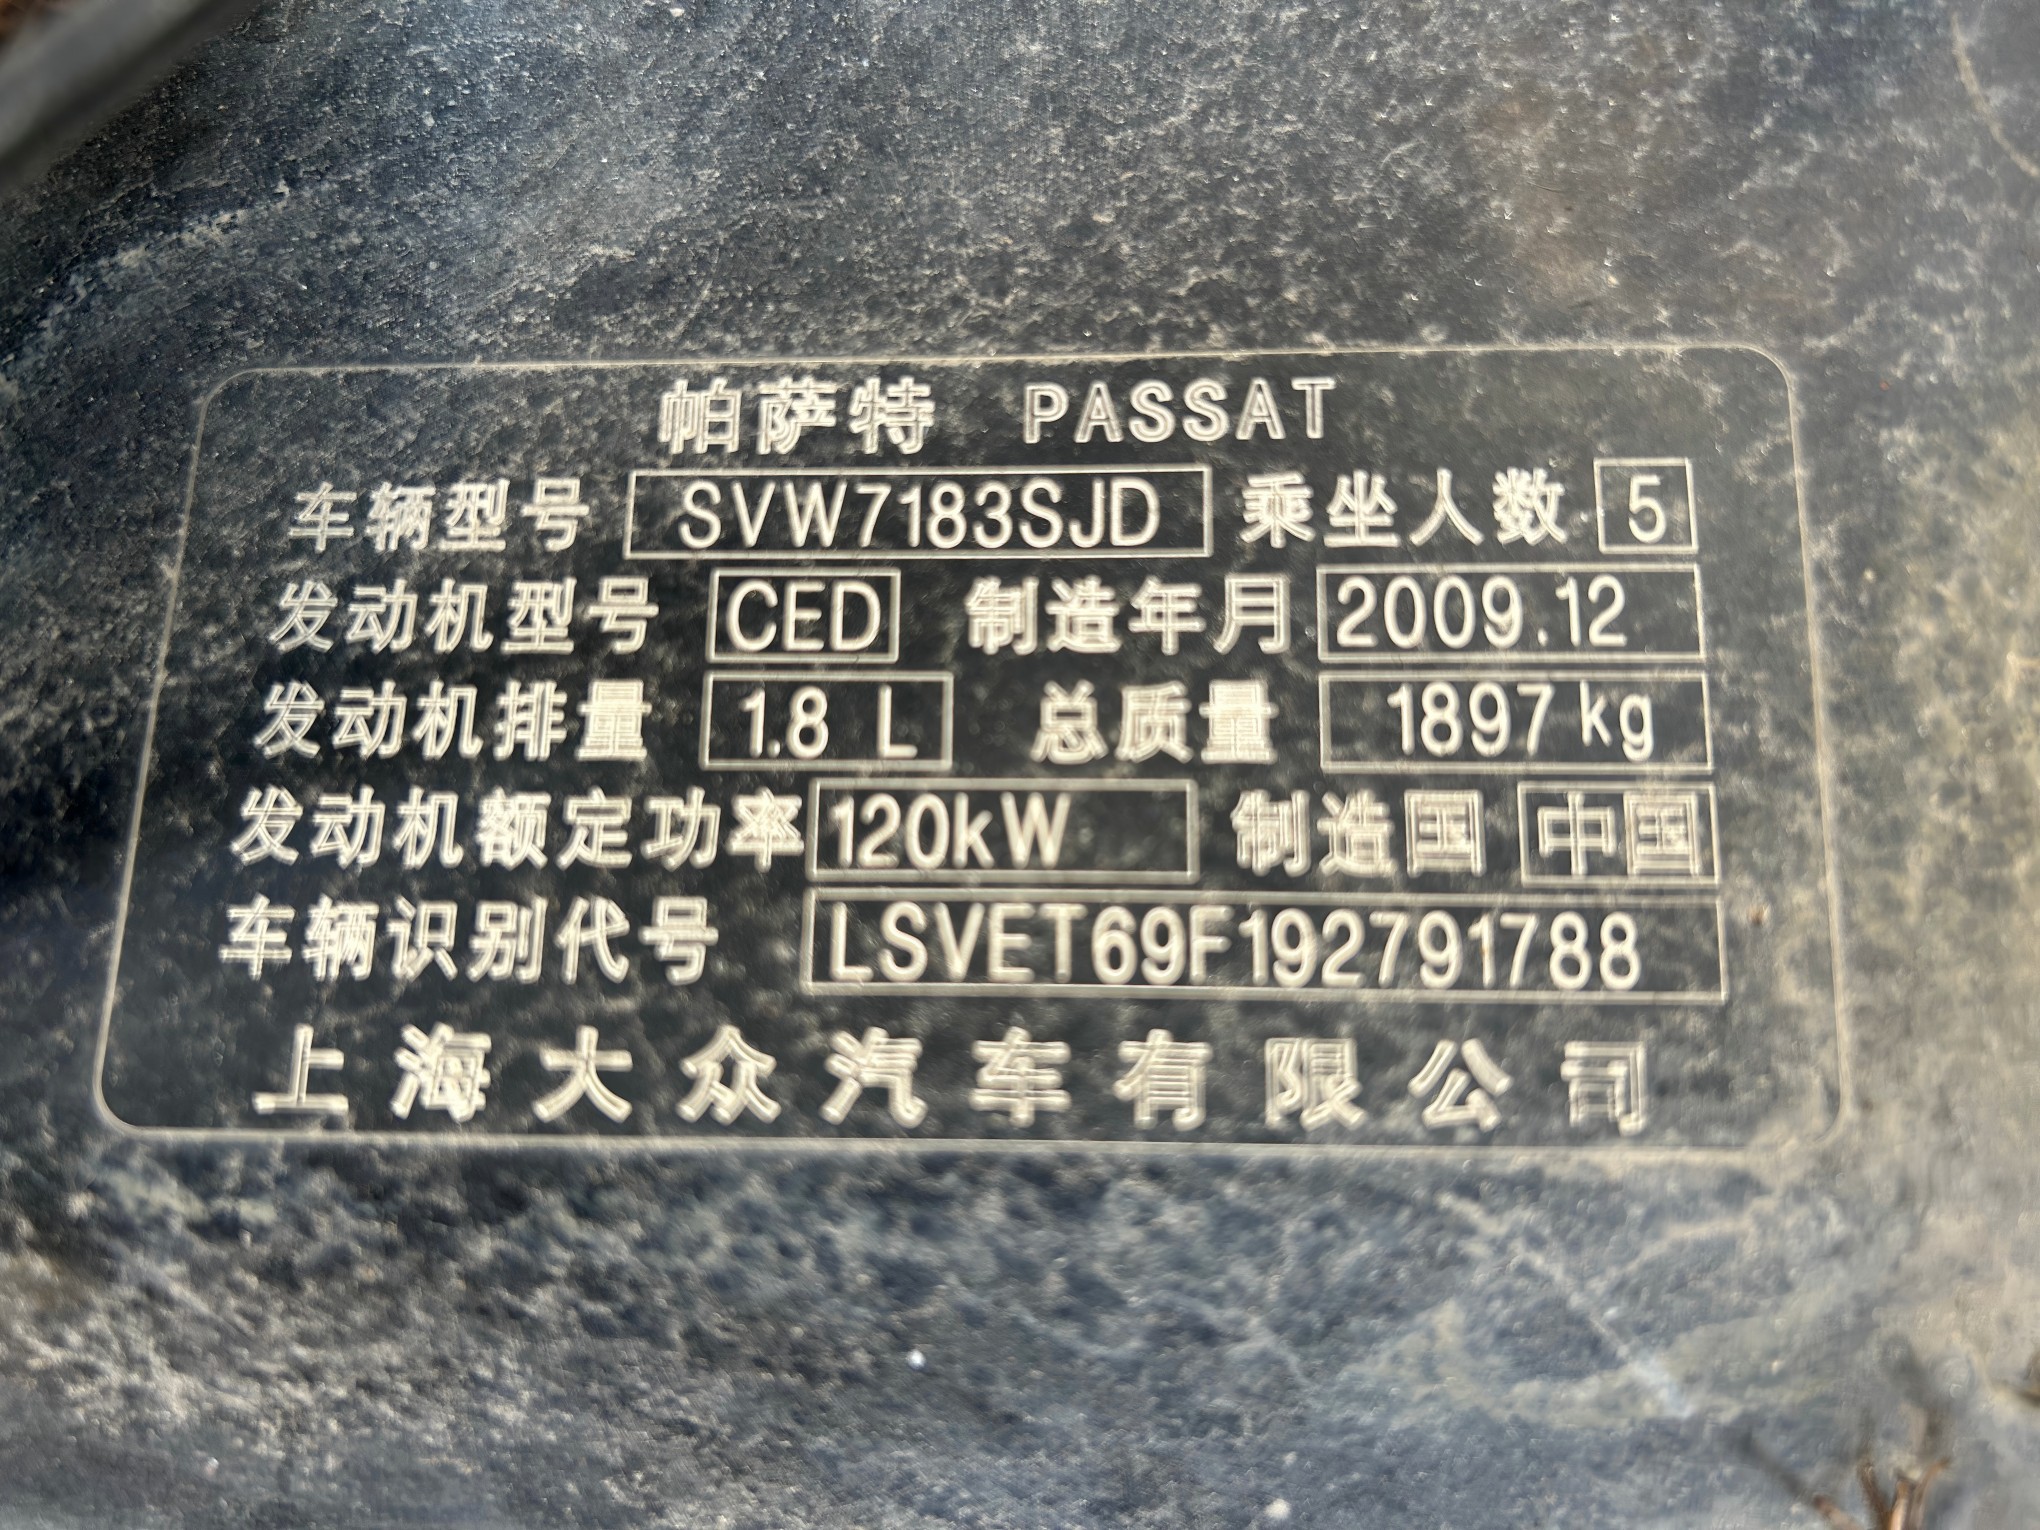 帕萨特 PASSAT
车辆型号 SVW7183SJD 乘坐人数 5
发动机型号 CED 制造年月 2009.12
发动机排量 1.8 L 总质量 1897 kg
发动机额定功率 120kW 制造国 中国
车辆识别代号 LSVET69F192791788
上海大众汽车有限公司